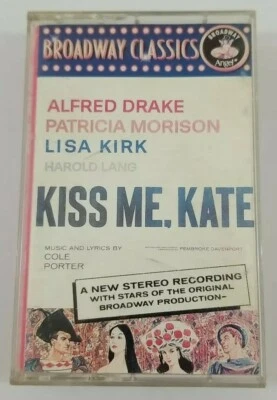 BROADWAY CLASSICS
BROADWAY
Angel
ALFRED DRAKE
PATRICIA MORISON
LISA KIRK
HAROLD LANG
KISS ME, KATE
MUSIC AND LYRICS BY
COLE
PORTER
PEMBROKE DAVENPORT
A NEW STEREO RECORDING
WITH STARS OF THE ORIGINAL
BROADWAY PRODUCTION–